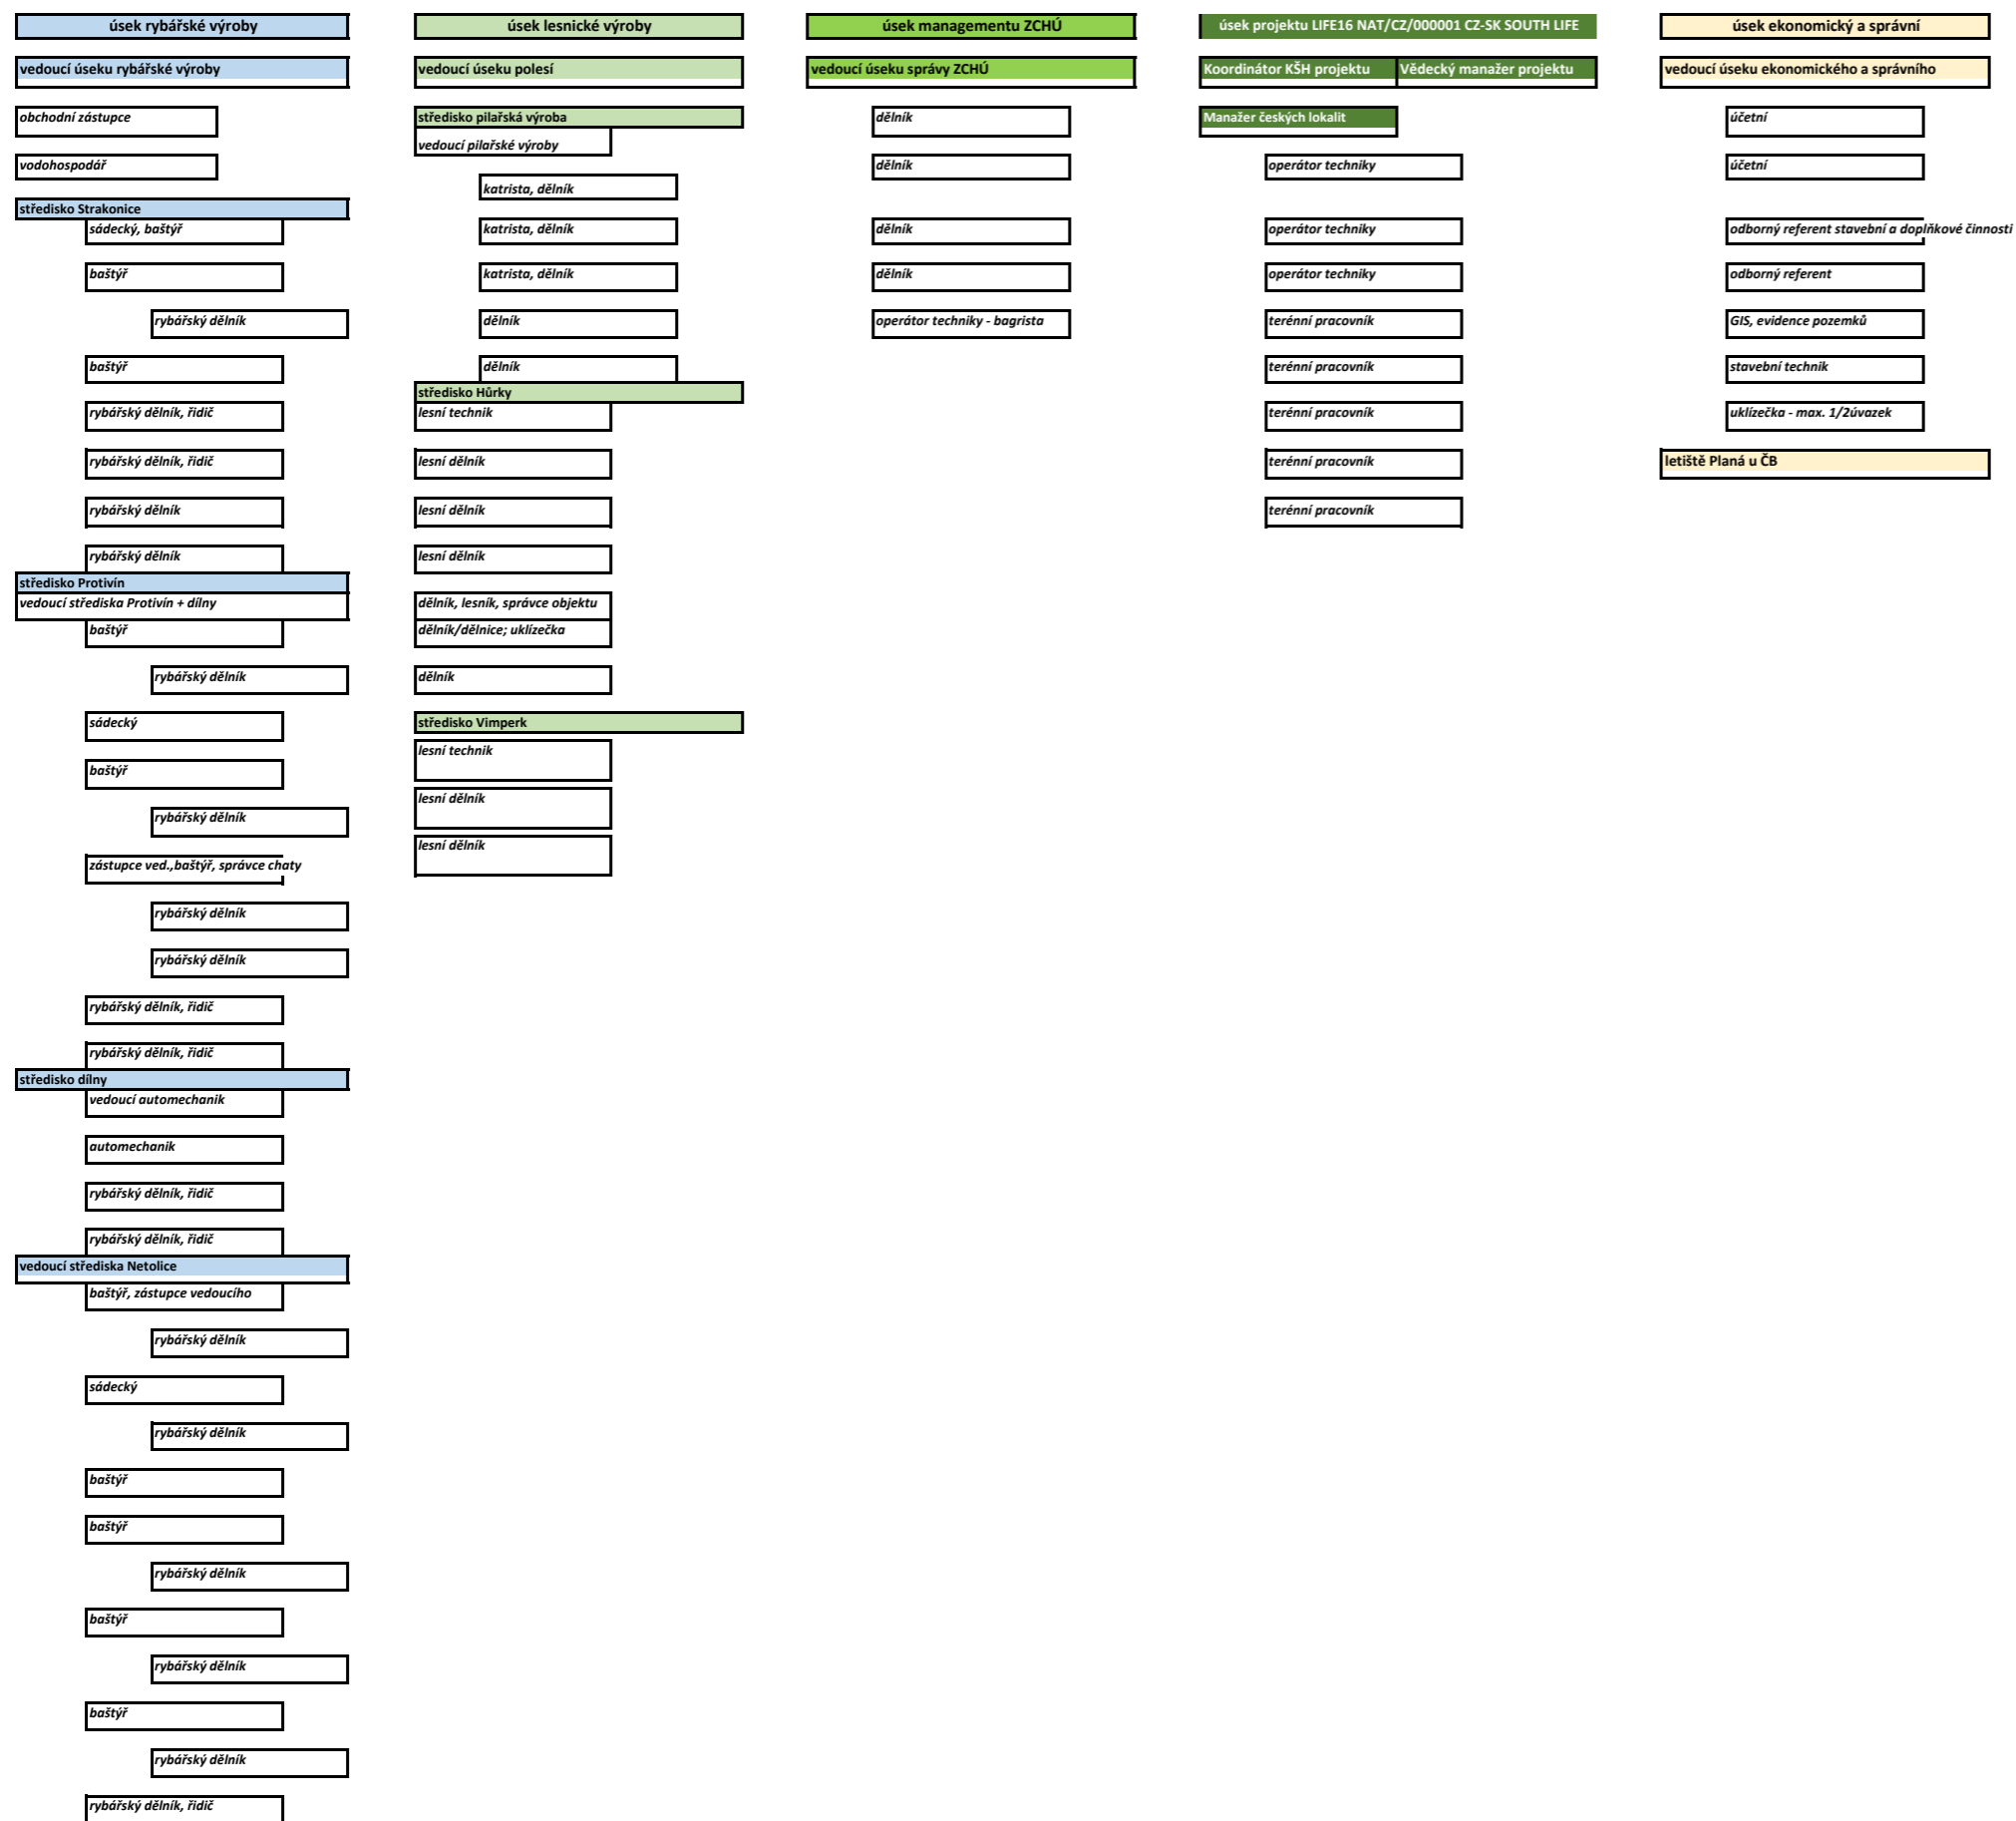 úsek rybářské výroby
vedoucí úseku rybářské výroby
obchodní zástupce
vodohospodář
středisko Strakonice
sádecký, baštýř
baštýř
rybářský dělník
baštýř
rybářský dělník, řidič
rybářský dělník, řidič
rybářský dělník
rybářský dělník
středisko Protivín
vedoucí střediska Protivín + dílny
baštýř
rybářský dělník
sádecký
baštýř
rybářský dělník
zástupce ved.,baštýř, správce chaty
rybářský dělník
rybářský dělník
rybářský dělník, řidič
rybářský dělník, řidič
středisko dílny
vedoucí automechanik
automechanik
rybářský dělník, řidič
rybářský dělník, řidič
vedoucí střediska Netolice
baštýř, zástupce vedoucího
rybářský dělník
sádecký
rybářský dělník
baštýř
baštýř
rybářský dělník
baštýř
rybářský dělník
baštýř
rybářský dělník
rybářský dělník, řidič
úsek lesnické výroby
vedoucí úseku polesí
středisko pilařská výroba
vedoucí pilařské výroby
katrista, dělník
katrista, dělník
katrista, dělník
dělník
dělník
středisko Hůrky
lesní technik
lesní dělník
lesní dělník
lesní dělník
dělník, lesník, správce objektu
dělník/dělnice; uklízečka
dělník
středisko Vimperk
lesní technik
lesní dělník
lesní dělník
úsek managementu ZCHÚ
vedoucí úseku správy ZCHÚ
dělník
dělník
dělník
dělník
operátor techniky - bagrista
úsek projektu LIFE16 NAT/CZ/000001 CZ-SK SOUTH LIFE
Koordinátor KŠH projektu
Vědecký manažer projektu
Manažer českých lokalit
operátor techniky
operátor techniky
operátor techniky
terénní pracovník
terénní pracovník
terénní pracovník
terénní pracovník
terénní pracovník
úsek ekonomický a správní
vedoucí úseku ekonomického a správního
účetní
účetní
odborný referent stavební a doplňkové činnosti
odborný referent
GIS, evidence pozemků
stavební technik
uklízečka - max. 1/2úvazek
letiště Planá u ČB